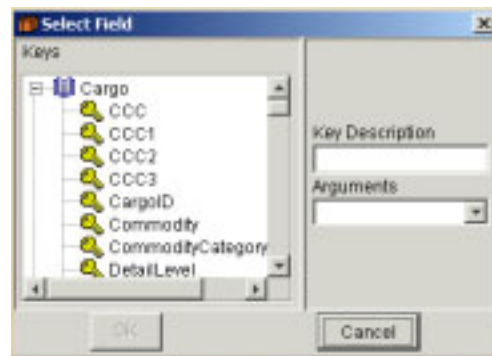 Select Field
Keys
Cargo
CCC
CCC1
CCC2
CCC3
CargoID
Commodity
CommodityCategory
DetailLevel
Key Description
Arguments
OK
Cancel